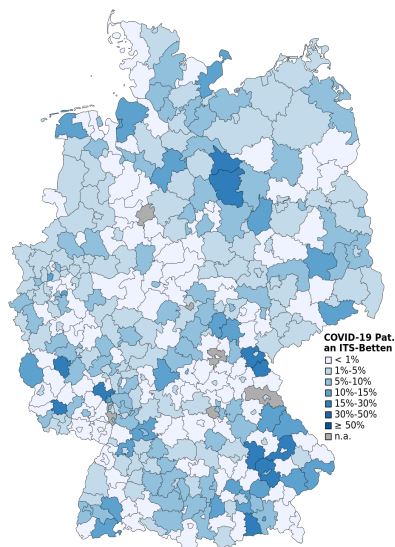 COVID-19 Pat.
an ITS-Betten
< 1%
1%-5%
5%-10%
10%-15%
15%-30%
30%-50%
≥ 50%
n.a.